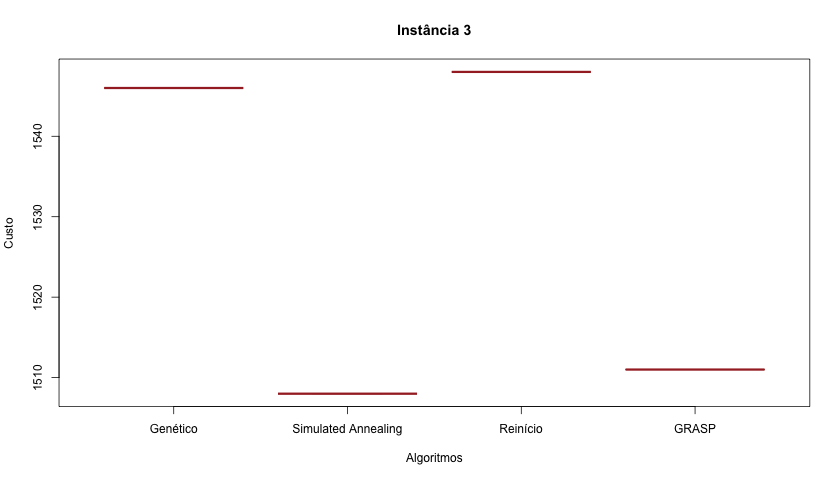 Instância 3
Custo
1540
1530
1520
1510
Genético
Simulated Annealing
Reinício
GRASP
Algoritmos